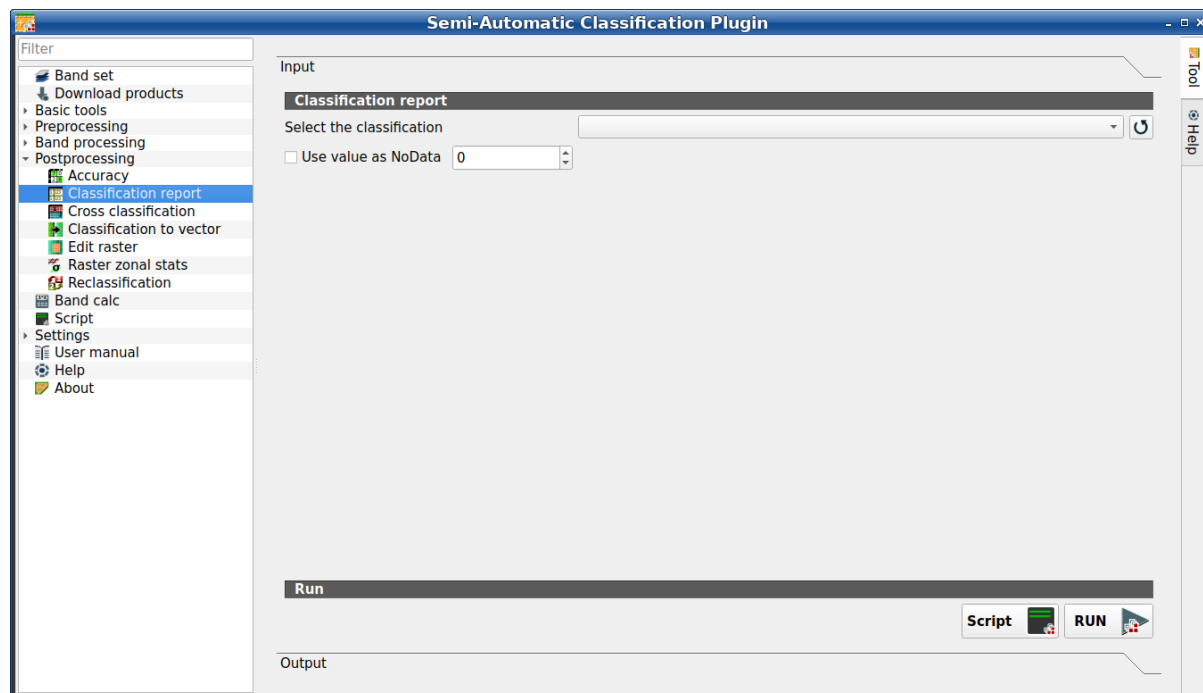 Semi-Automatic Classification Plugin
Filter
Band set
Download products
Basic tools
Preprocessing
Band processing
Postprocessing
Accuracy
Classification report
Cross classification
Classification to vector
Edit raster
Raster zonal stats
Reclassification
Band calc
Script
Settings
User manual
Help
About
Input
Classification report
Select the classification
Use value as NoData 0
Run
Script RUN
Output
Tool
Help